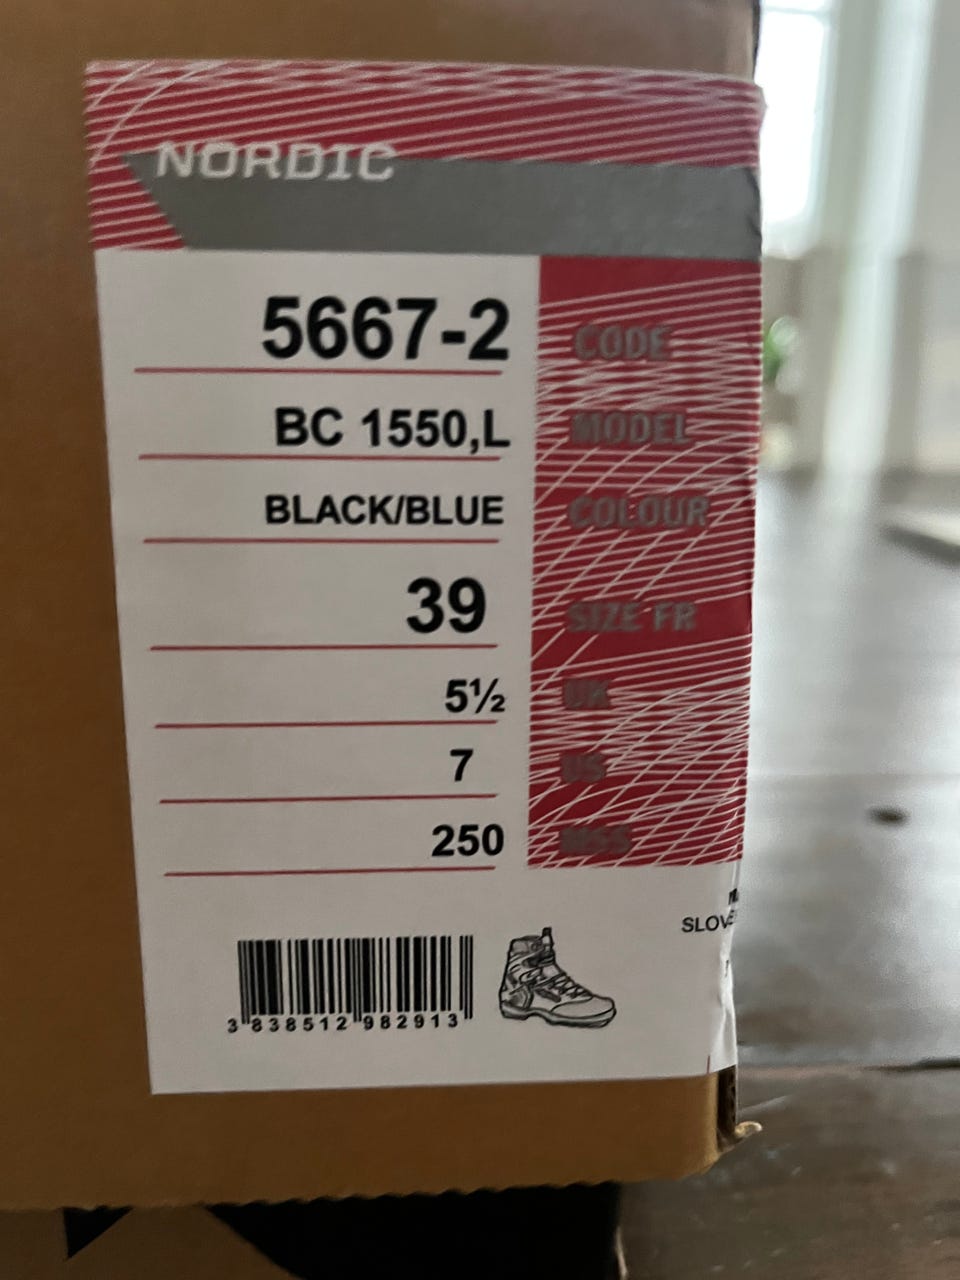 NORDIC
5667-2 CODE
BC 1550,L MODEL
BLACK/BLUE COLOUR
39 SIZE FR
5½ UK
7 US
250 MSS
3 838512 982913